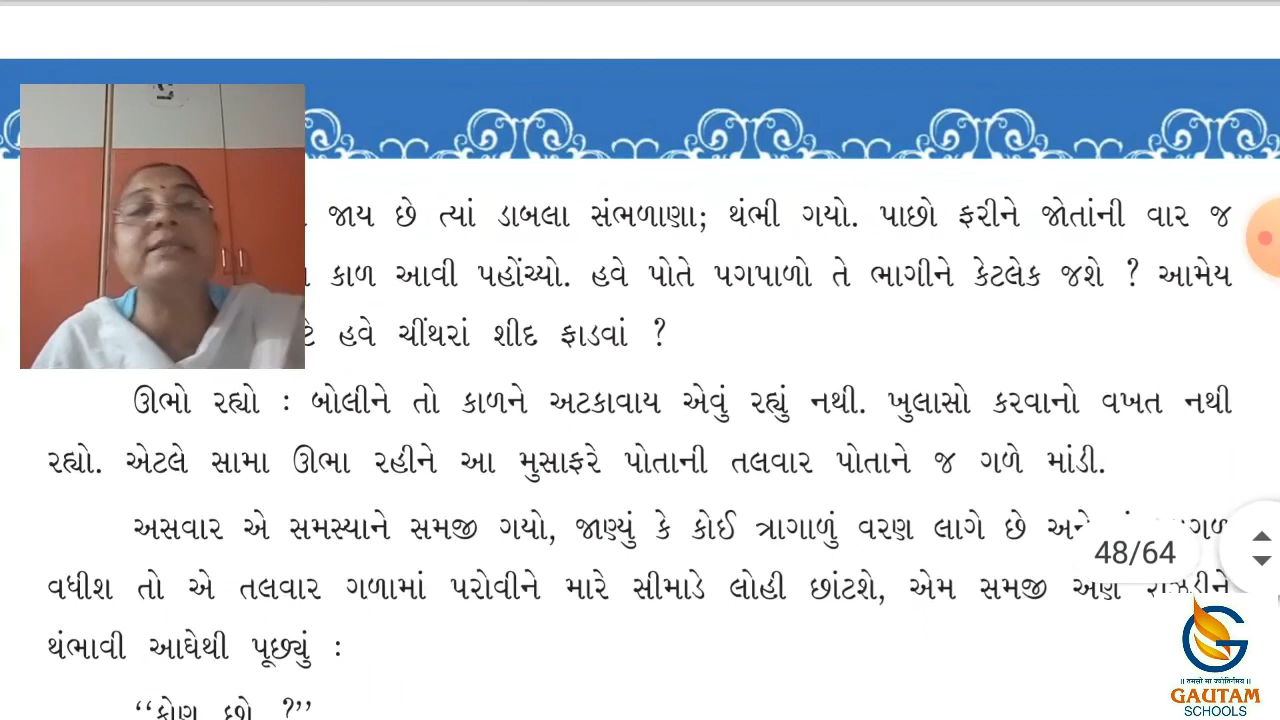 જાય છે ત્યાં ડાબલા સંભળાણા; થંભી ગયો. પાછો ફરીને જોતાંની વાર જ
કાળ આવી પહોંચ્યો. હવે પોતે પગપાળો તે ભાગીને કેટલેક જશે ? આમેય
હવે ચીંથરાં શીદ ફાડવાં ?
ઊભો રહ્યો : બોલીને તો કાળને અટકાવાય એવું રહ્યું નથી. ખુલાસો કરવાનો વખત નથી
રહ્યો. એટલે સામા ઊભા રહીને આ મુસાફરે પોતાની તલવાર પોતાને જ ગળે માંડી.
અસવાર એ સમસ્યાને સમજી ગયો, જાણ્યું કે કોઈ ત્રાગાળું વરણ લાગે છે
48/64
વધીશ તો એ તલવાર ગળામાં પરોવીને મારે સીમાડે લોહી છાંટશે, એમ સમજી
થંભાવી આઘેથી પૂછ્યું :
“કોણ છો ?”
|| तमसो मा ज्योतिर्गमय ||
GAUTAM
SCHOOLS